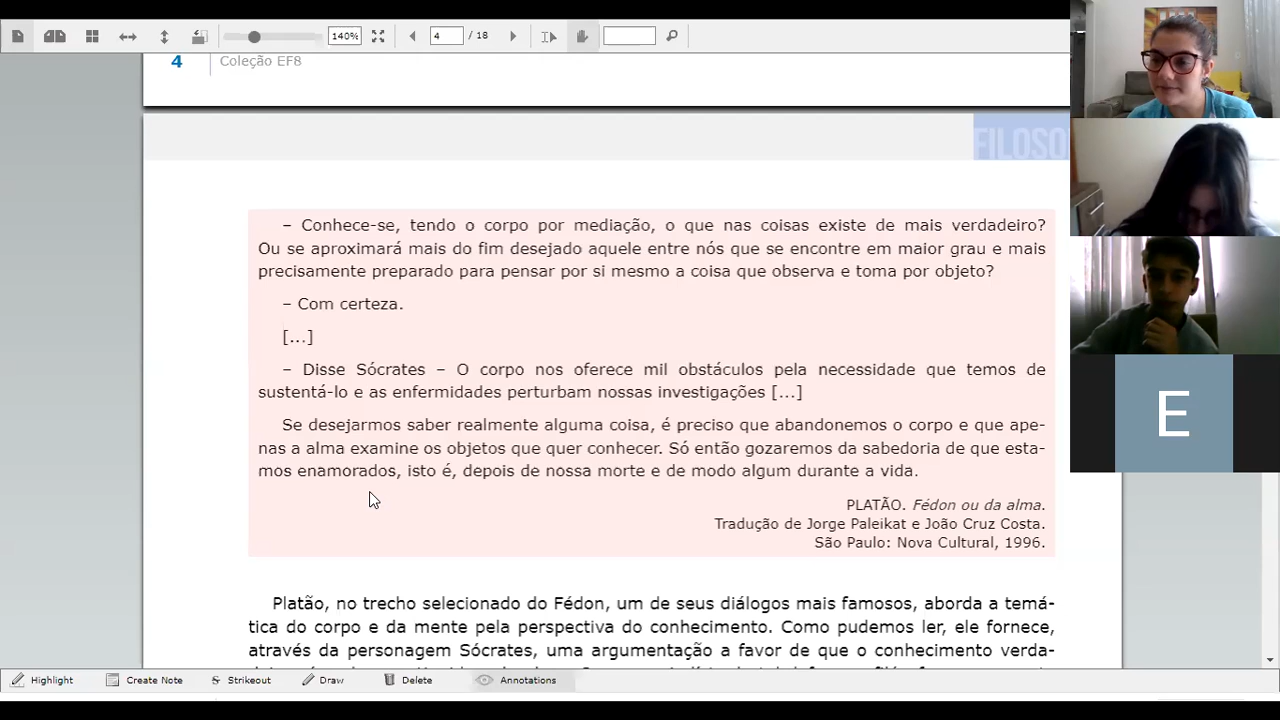 140%
4
/ 18
4
Coleção EF8
FILOSO
– Conhece-se, tendo o corpo por mediação, o que nas coisas existe de mais verdadeiro?
Ou se aproximará mais do fim desejado aquele entre nós que se encontre em maior grau e mais
precisamente preparado para pensar por si mesmo a coisa que observa e toma por objeto?
– Com certeza.
[...]
– Disse Sócrates – O corpo nos oferece mil obstáculos pela necessidade que temos de
sustentá-lo e as enfermidades perturbam nossas investigações [...]
Se desejarmos saber realmente alguma coisa, é preciso que abandonemos o corpo e que ape-
nas a alma examine os objetos que quer conhecer. Só então gozaremos da sabedoria de que esta-
mos enamorados, isto é, depois de nossa morte e de modo algum durante a vida.
PLATÃO. Fédon ou da alma.
Tradução de Jorge Paleikat e João Cruz Costa.
São Paulo: Nova Cultural, 1996.
Platão, no trecho selecionado do Fédon, um de seus diálogos mais famosos, aborda a temá-
tica do corpo e da mente pela perspectiva do conhecimento. Como pudemos ler, ele fornece,
através da personagem Sócrates, uma argumentação a favor de que o conhecimento verda-
Highlight
Create Note
Strikeout
Draw
Delete
Annotations
E